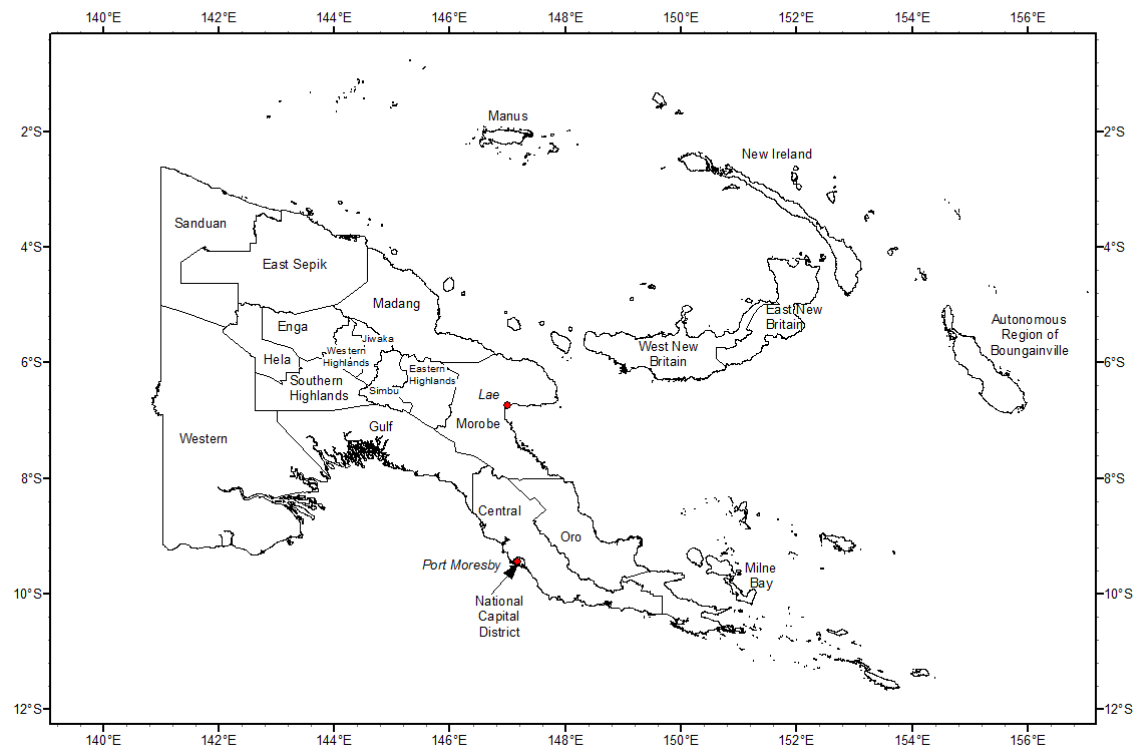 140°E 142°E 144°E 146°E 148°E 150°E 152°E 154°E 156°E
2°S
2°S
Manus
New Ireland
Sanduan
4°S
4°S
East Sepik
Madang
Enga
Jiwaka
East New
Britain
Autonomous
Region of
Boungainville
West New
Britain
Hela
Western
Highlands
6°S
6°S
Eastern
Highlands
Southern
Highlands
Simbu
Lae
Morobe
Gulf
Western
8°S
8°S
Central
Oro
Port Moresby
Milne
Bay
10°S
10°S
National
Capital
District
12°S
12°S
140°E 142°E 144°E 146°E 148°E 150°E 152°E 154°E 156°E